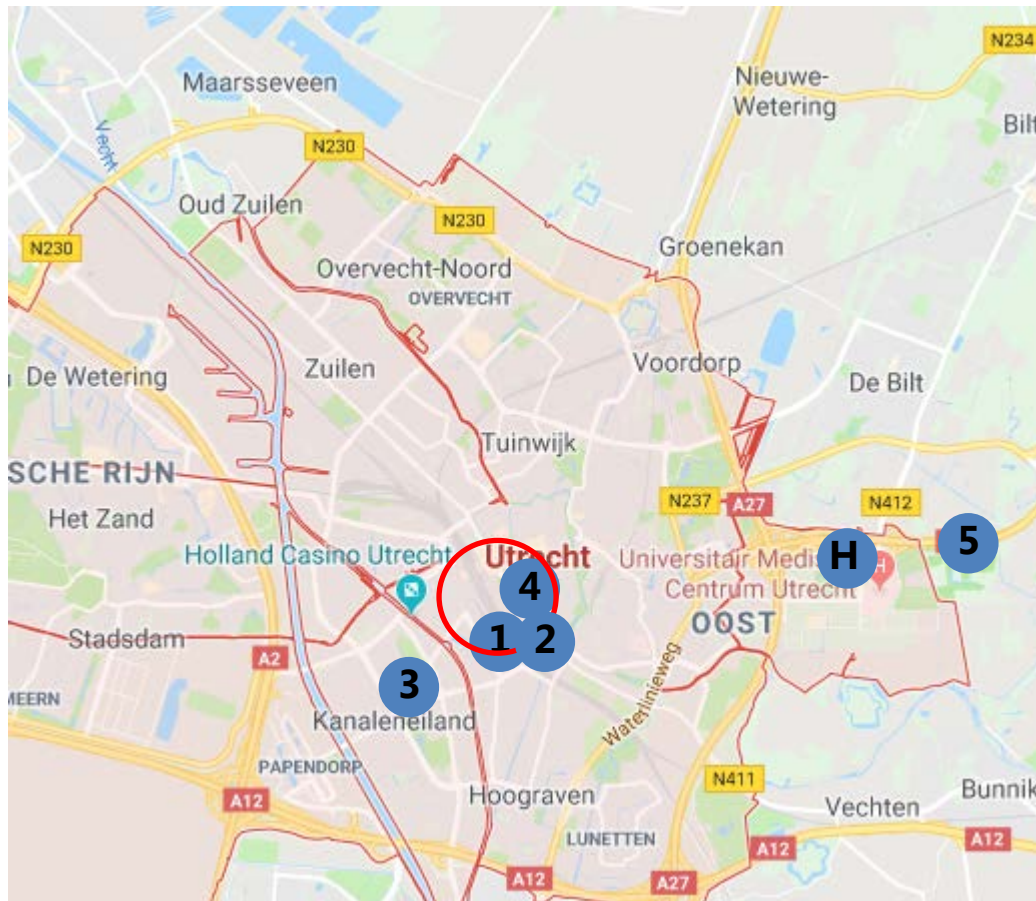 N234
Nieuwe-
Wetering
Maarsseveen
Bilt
Vecht
N230
Oud Zuilen
N230
N230
Groenekan
Overvecht-Noord
OVERVECHT
Zuilen
Voordorp
De Wetering
De Bilt
Tuinwijk
SCHE RIJN
N237
A27
N412
Het Zand
Holland Casino Utrecht
Utrecht
Universitair Medis
Centrum Utrecht
H
H
5
4
OOST
Stadsdam
1
2
A2
3
MEERN
Kanaleneiland
Waterlinieweg
PAPENDORP
N411
A12
Hoograven
Vechten
Bunnik
LUNETTEN
A12
A12
A12
A27